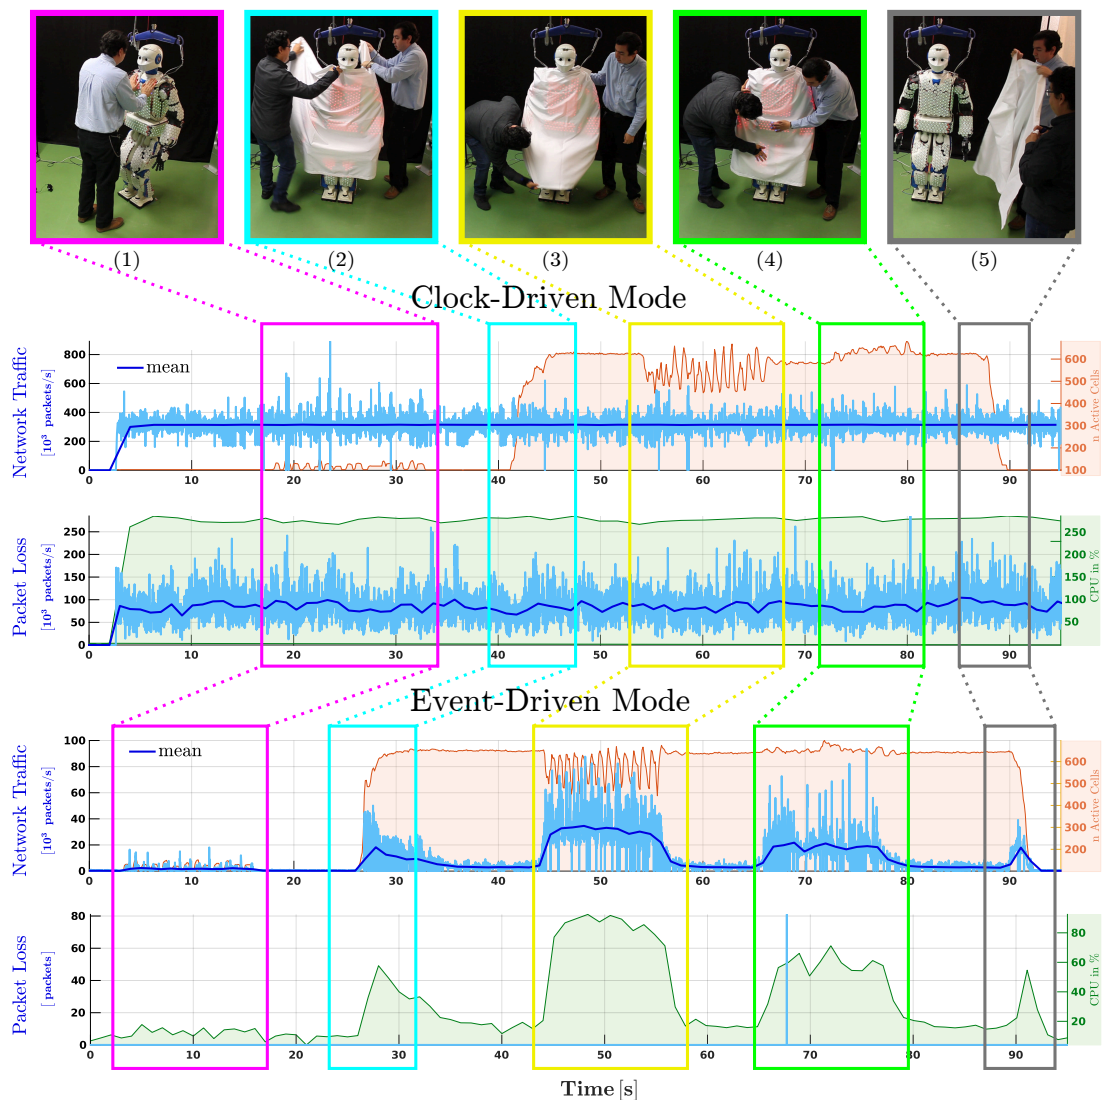 (1) (2) (3) (4) (5)
Clock-Driven Mode
Network Traffic
[10³ packets/s]
800
600
400
200
0
mean
600
500
400
300
200
100
n Active Cells
0 10 20 30 40 50 60 70 80 90
Packet Loss
[10³ packets/s]
250
200
150
100
50
0
250
200
150
100
50
CPU in %
0 10 20 30 40 50 60 70 80 90
Event-Driven Mode
Network Traffic
[10³ packets/s]
100
80
60
40
20
0
mean
600
500
400
300
200
n Active Cells
0 10 20 30 40 50 60 70 80 90
Packet Loss
[ packets]
80
60
40
20
0
80
60
40
20
CPU in %
0 10 20 30 40 50 60 70 80 90
Time [s]